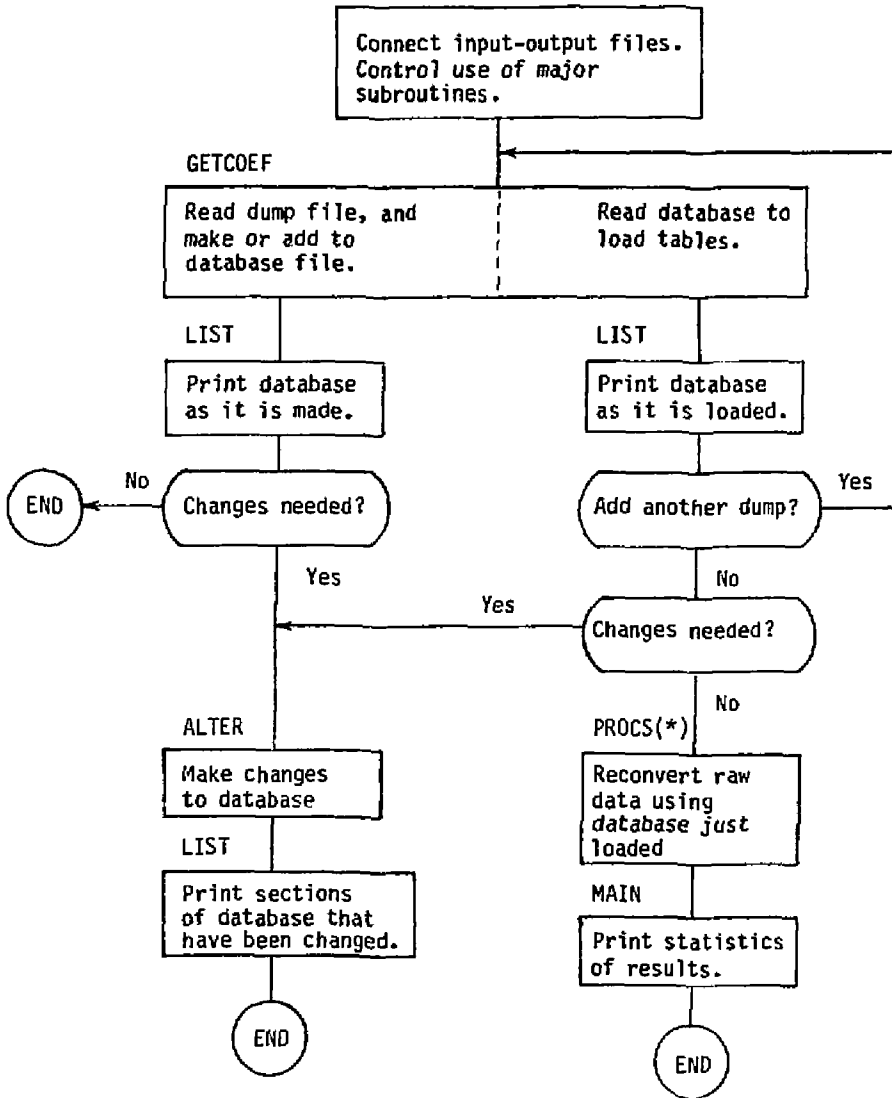 Connect input-output files.
Control use of major
subroutines.
GETCOEF
Read dump file, and
make or add to
database file.
Read database to
load tables.
LIST
Print database
as it is made.
LIST
Print database
as it is loaded.
END
No
Changes needed?
Add another dump?
Yes
Yes
No
Yes
Changes needed?
No
ALTER
Make changes
to database
PROCS(*)
Reconvert raw
data using
database just
loaded
LIST
Print sections
of database that
have been changed.
MAIN
Print statistics
of results.
END
END